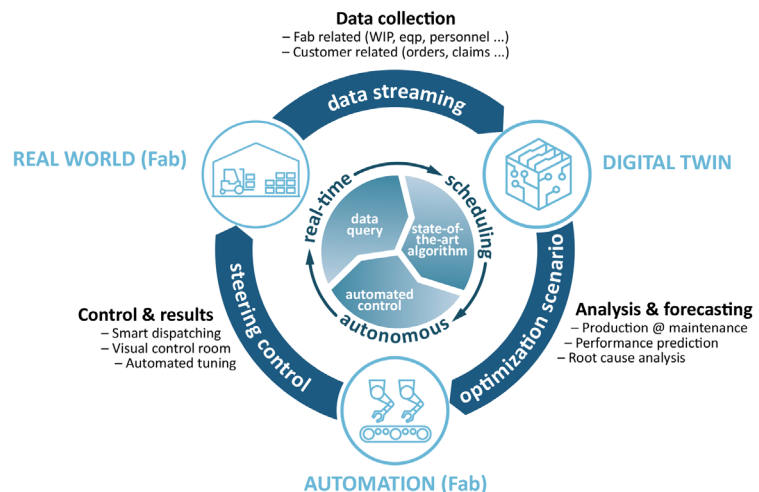 Data collection
– Fab related (WIP, eqp, personnel ...)
– Customer related (orders, claims ...)
data streaming
REAL WORLD (Fab)
DIGITAL TWIN
real-time
scheduling
autonomous
data
query
state-of-
the-art
algorithm
automated
control
optimization scenario
Analysis & forecasting
– Production @ maintenance
– Performance prediction
– Root cause analysis
steering control
Control & results
– Smart dispatching
– Visual control room
– Automated tuning
AUTOMATION (Fab)